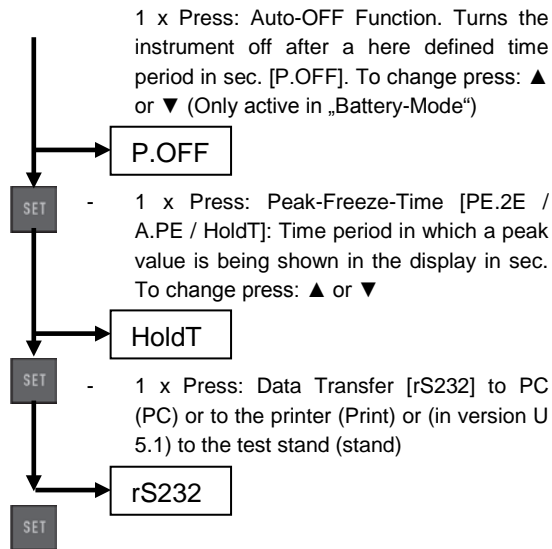 1 x Press: Auto-OFF Function. Turns the
instrument off after a here defined time
period in sec. [P.OFF]. To change press: ▲
or ▼ (Only active in „Battery-Mode“)
P.OFF
SET
- 1 x Press: Peak-Freeze-Time [PE.2E /
A.PE / HoldT]: Time period in which a peak
value is being shown in the display in sec.
To change press: ▲ or ▼
HoldT
SET
- 1 x Press: Data Transfer [rS232] to PC
(PC) or to the printer (Print) or (in version U
5.1) to the test stand (stand)
rS232
SET